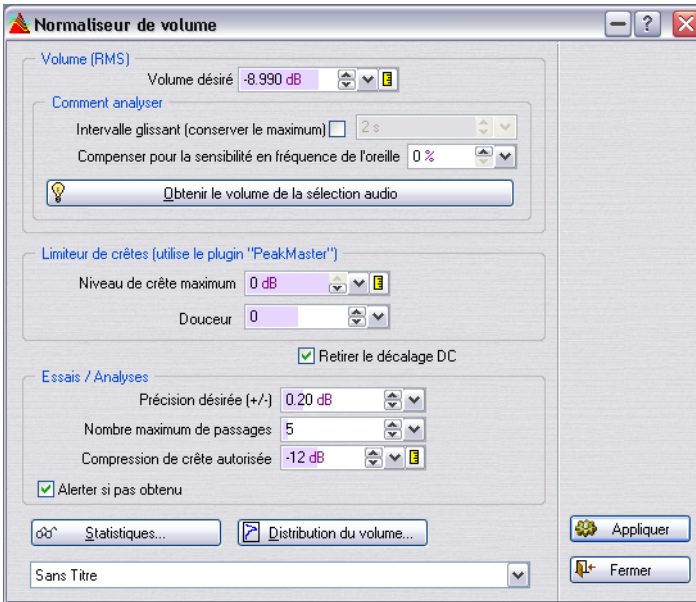 Normaliseur de volume
Volume (RMS)
Volume désiré -8.990 dB
Comment analyser
Intervalle glissant (conserver le maximum) 2 s
Compenser pour la sensibilité en fréquence de l'oreille 0 %
Obtenir le volume de la sélection audio
Limiteur de crêtes (utilise le plugin "PeakMaster")
Niveau de crête maximum 0 dB
Douceur 0
Retirer le décalage DC
Essais / Analyses
Précision désirée (+/-) 0.20 dB
Nombre maximum de passages 5
Compression de crête autorisée -12 dB
Alerter si pas obtenu
Statistiques... Distribution du volume... Appliquer
Sans Titre Fermer